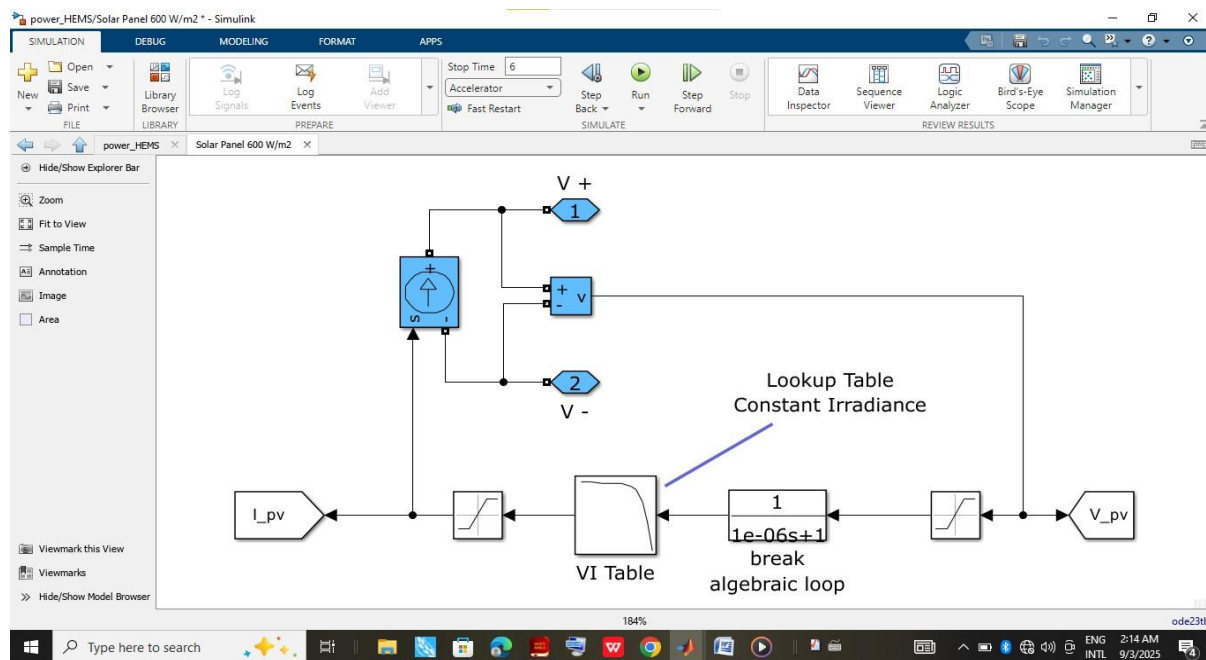 power_HEMS/Solar Panel 600 W/m2 * - Simulink
SIMULATION DEBUG MODELING FORMAT APPS
New
Open
Save
Print
FILE
Library Browser
LIBRARY
Log Signals
Log Events
Add Viewer
PREPARE
Stop Time 6
Accelerator
Fast Restart
Step Back
Run
Step Forward
Stop
SIMULATE
Data Inspector
Sequence Viewer
Logic Analyzer
Bird's-Eye Scope
Simulation Manager
REVIEW RESULTS
power_HEMS
Solar Panel 600 W/m2
Hide/Show Explorer Bar
Zoom
Fit to View
Sample Time
Annotation
Image
Area
V +
1
+
s -
+
-
v
2
V -
Lookup Table
Constant Irradiance
I_pv
VI Table
1
1e-06s+1
break
algebraic loop
V_pv
Viewmark this View
Viewmarks
Hide/Show Model Browser
184%
ode23tb
Type here to search
ENG
INTL
2:14 AM
9/3/2025
4